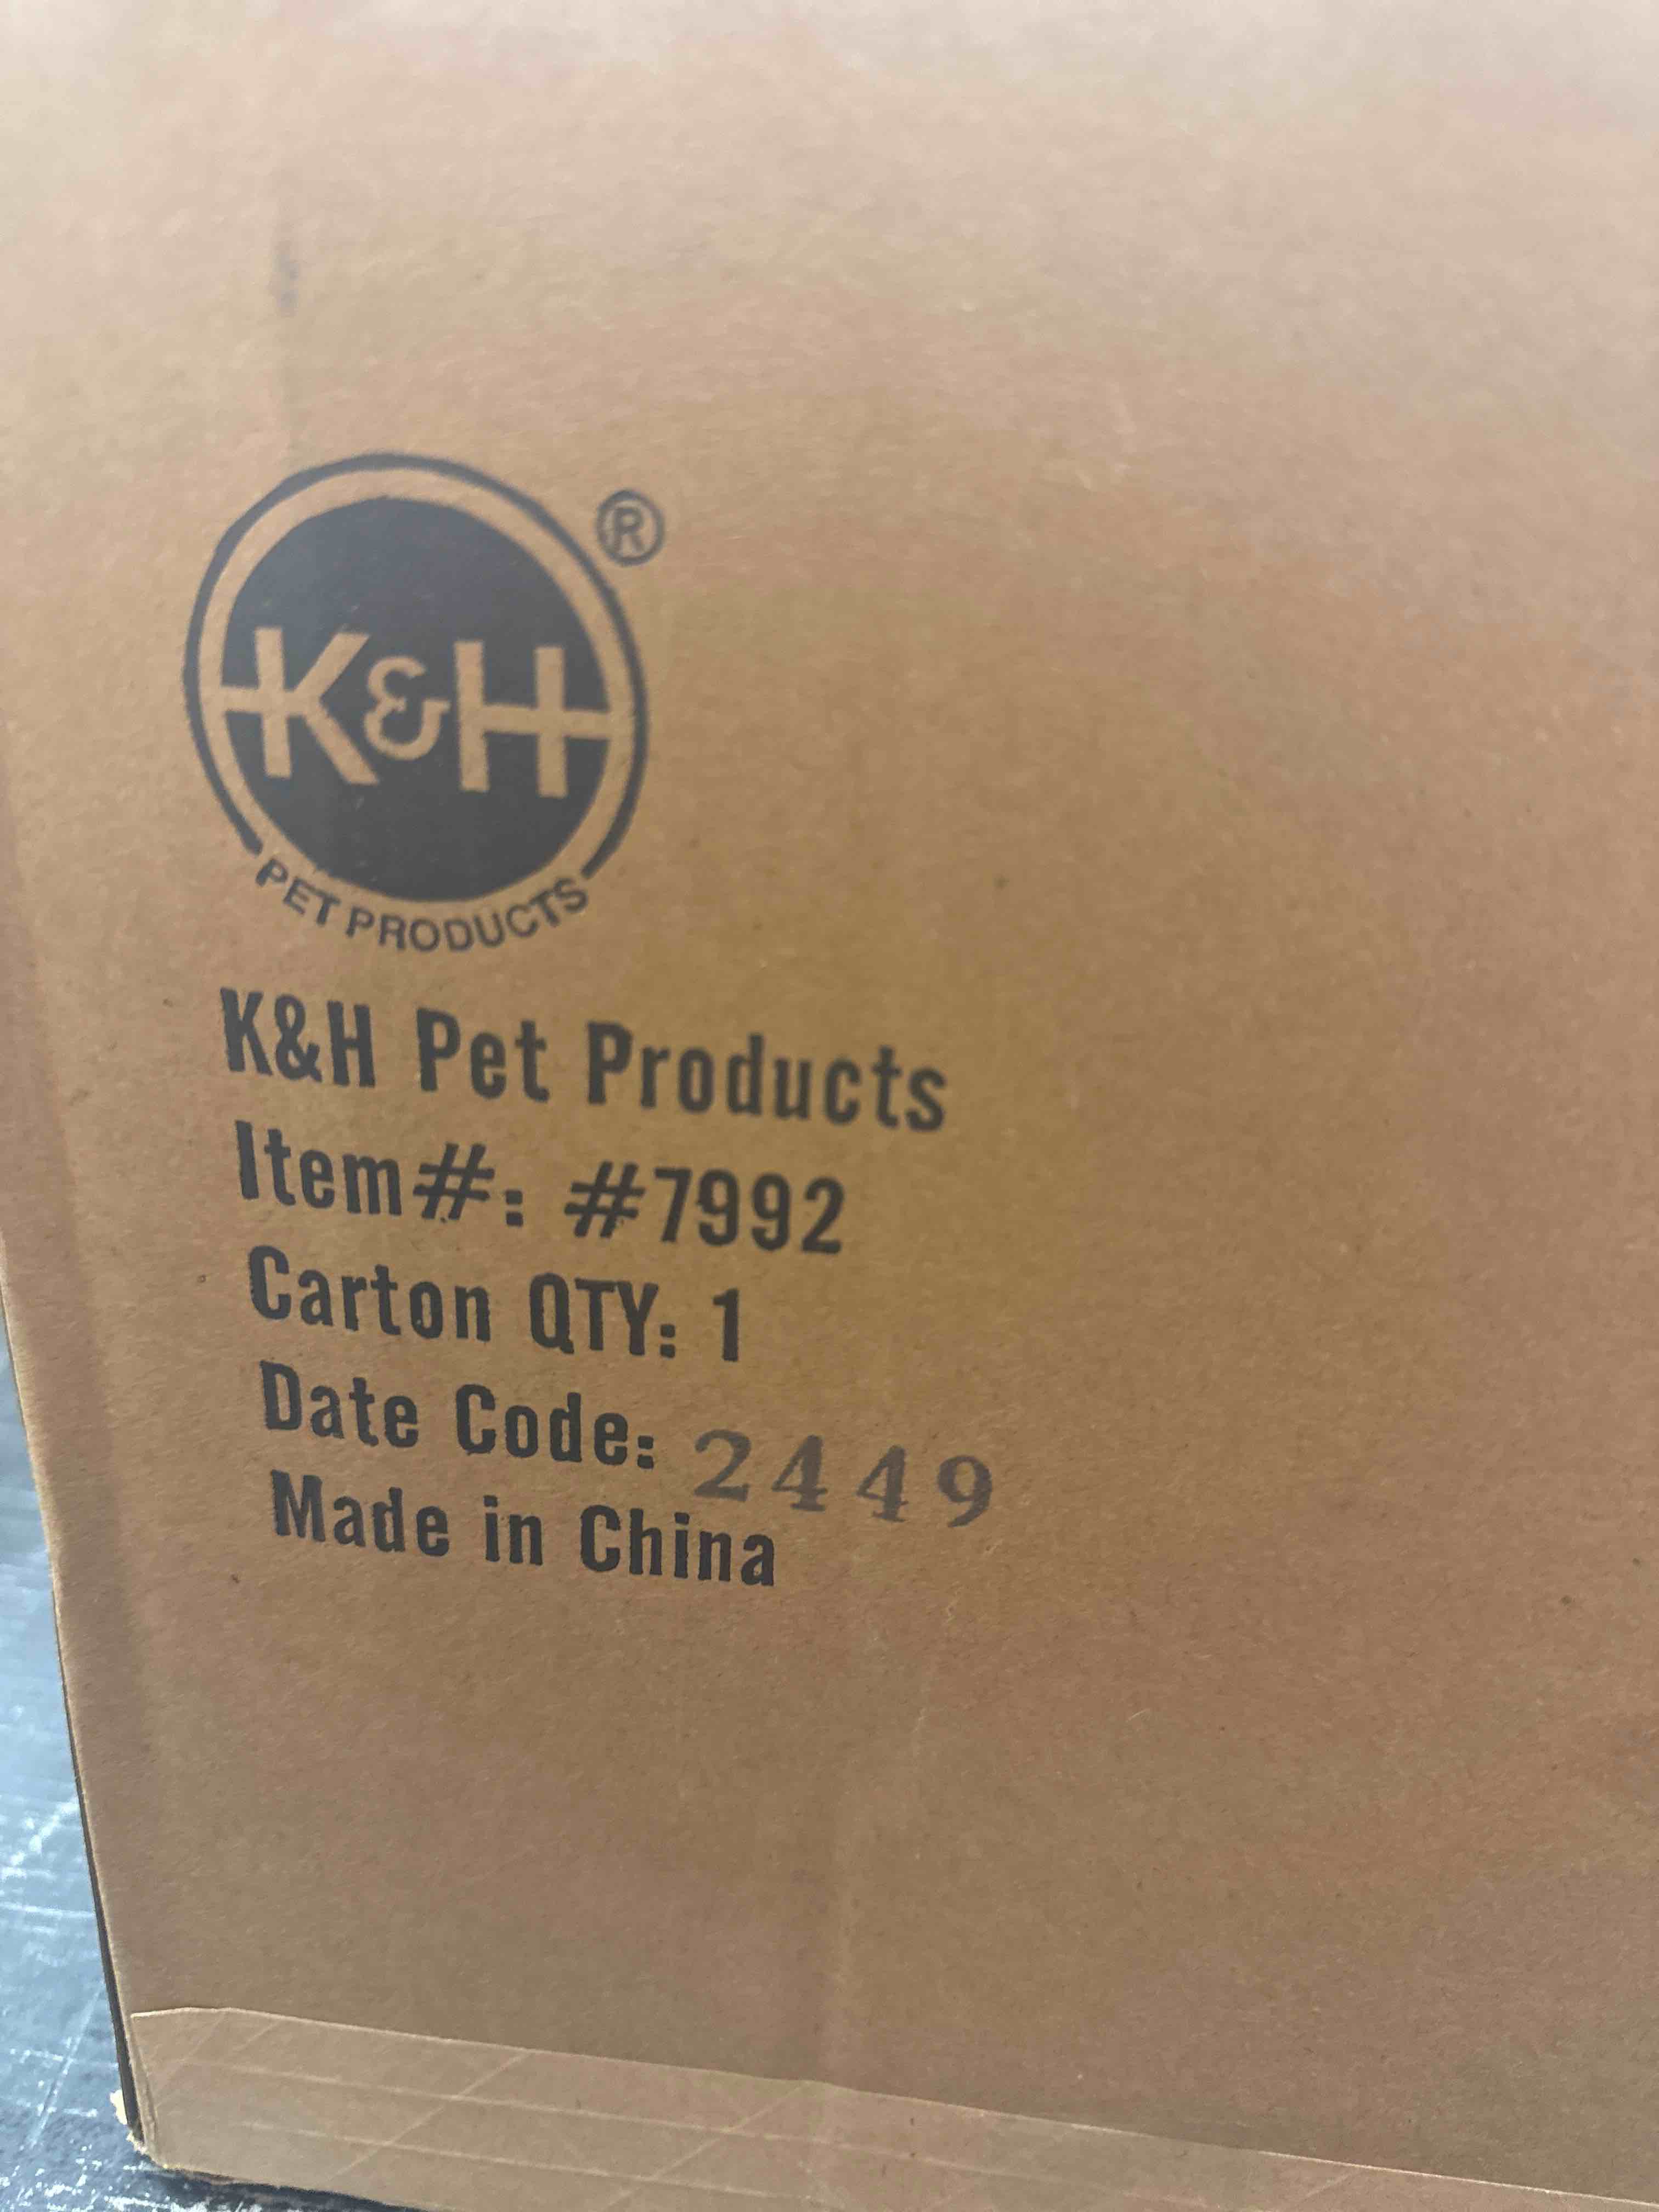 K&H®
PET PRODUCTS
K&H Pet Products
Item#: #7992
Carton QTY: 1
Date Code: 2449
Made in China